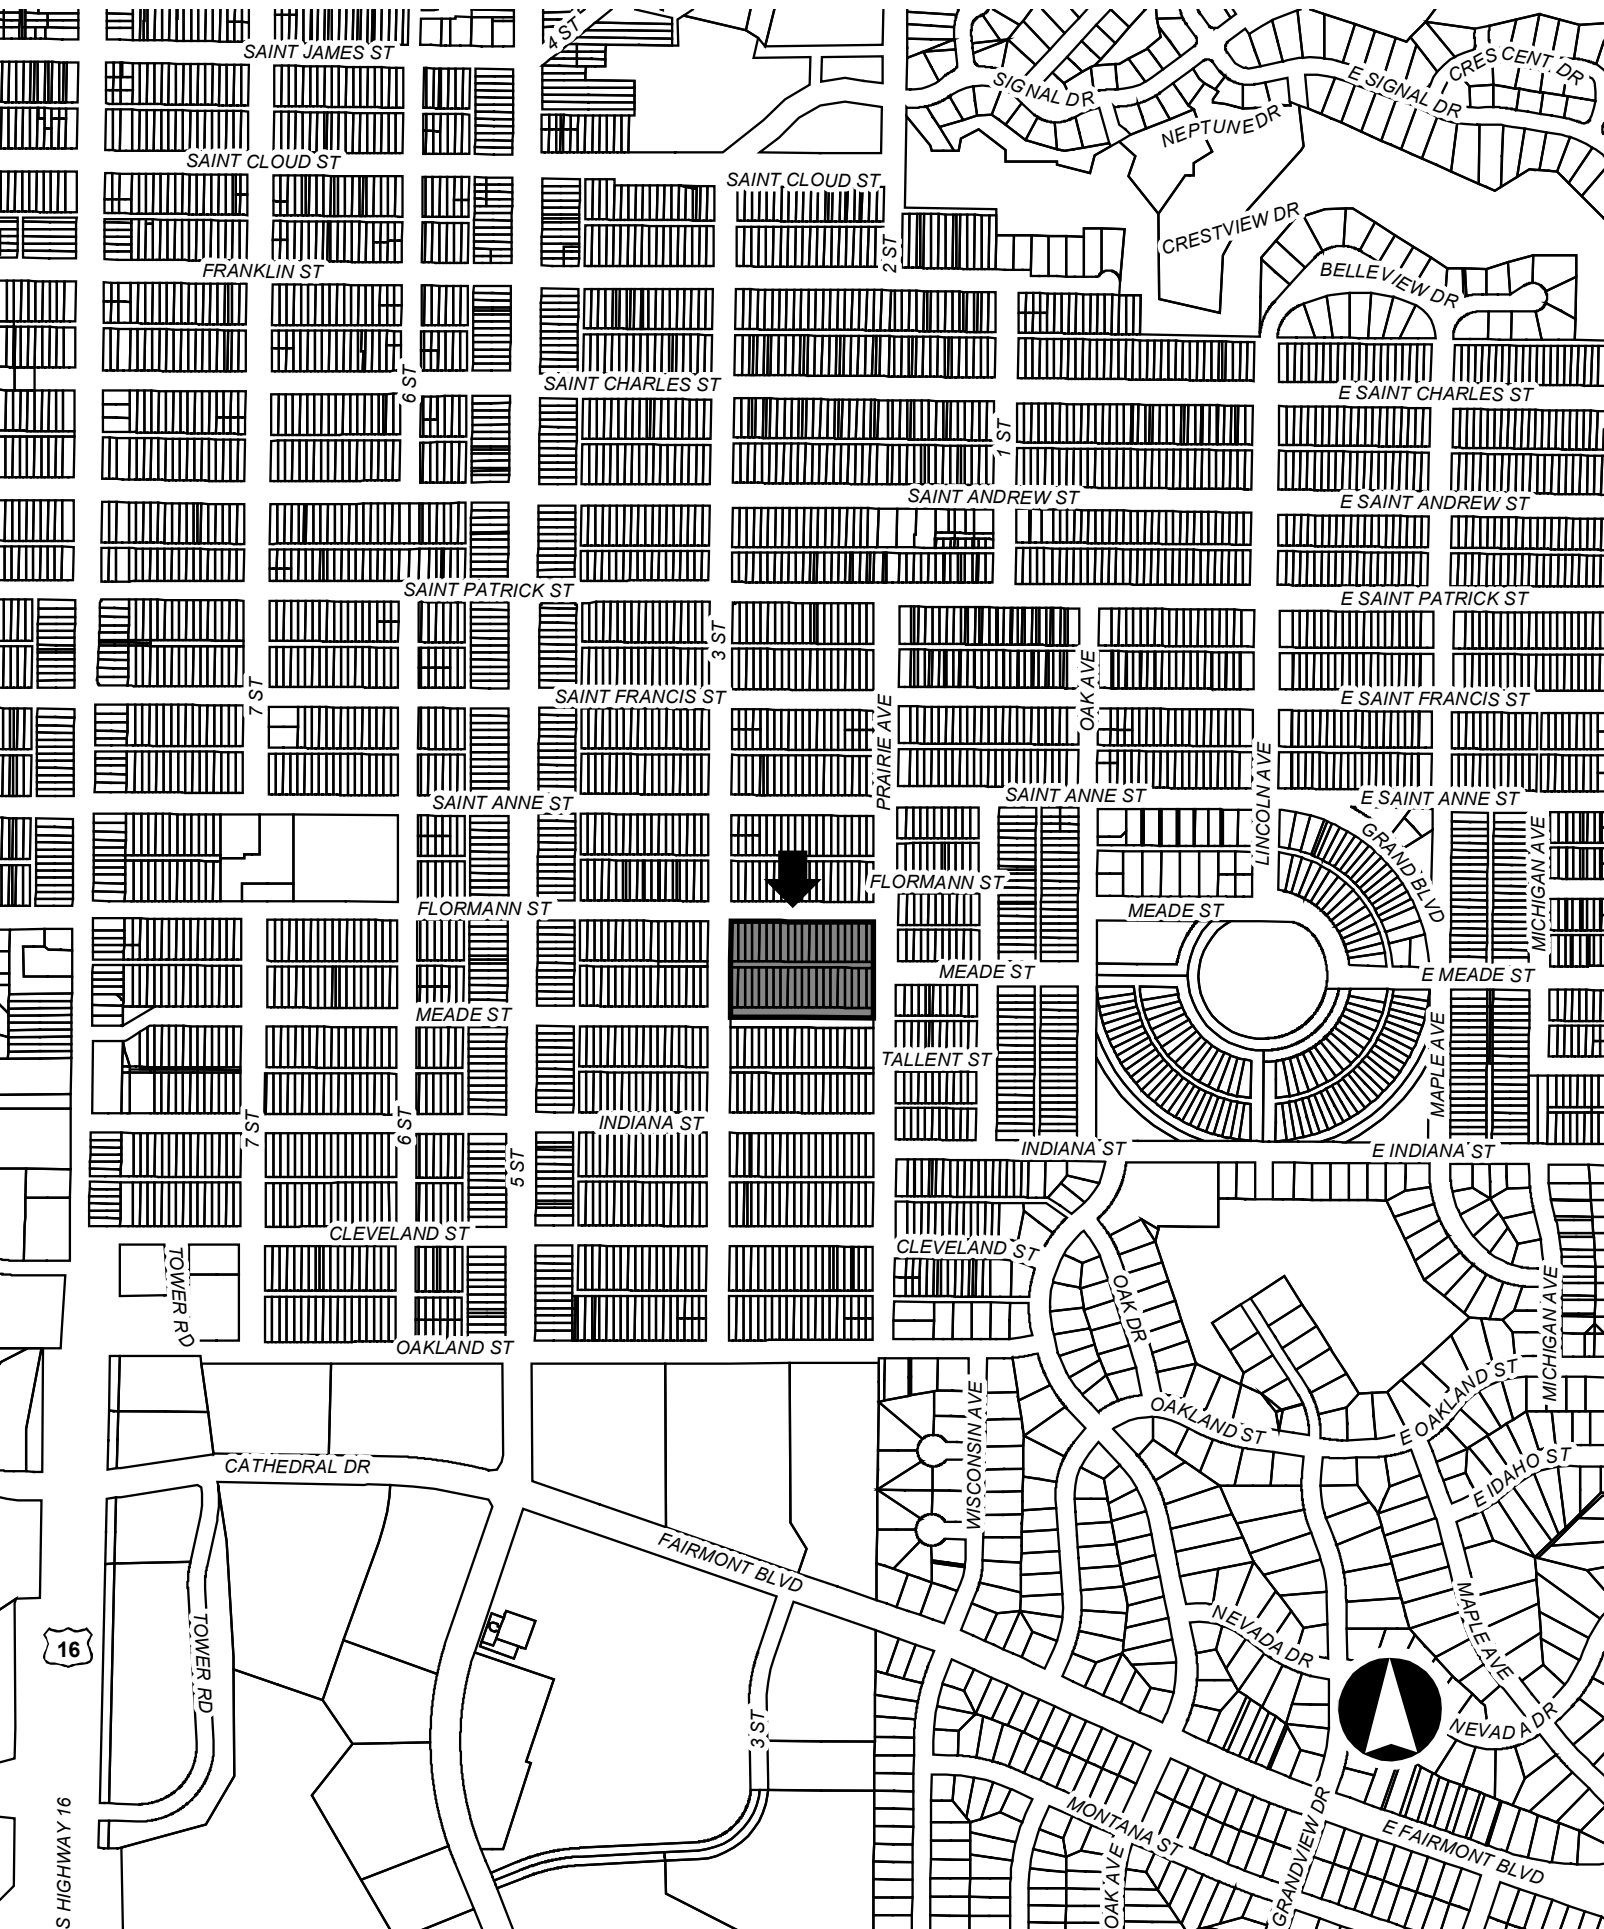 4 ST
SAINT JAMES ST
CRESCENT DR
E SIGNAL DR
SIGNAL DR
NEPTUNE DR
SAINT CLOUD ST
SAINT CLOUD ST
CRESTVIEW DR
2 ST
FRANKLIN ST
BELLEVIEW DR
6 ST
SAINT CHARLES ST
E SAINT CHARLES ST
1 ST
SAINT ANDREW ST
E SAINT ANDREW ST
SAINT PATRICK ST
E SAINT PATRICK ST
3 ST
OAK AVE
7 ST
SAINT FRANCIS ST
E SAINT FRANCIS ST
PRAIRIE AVE
LINCOLN AVE
SAINT ANNE ST
SAINT ANNE ST
E SAINT ANNE ST
GRAND BLVD
MICHIGAN AVE
FLORMANN ST
FLORMANN ST
MEADE ST
MEADE ST
E MEADE ST
MEADE ST
TALLENT ST
MAPLE AVE
7 ST
6 ST
INDIANA ST
5 ST
INDIANA ST
E INDIANA ST
CLEVELAND ST
CLEVELAND ST
TOWER RD
OAK DR
MICHIGAN AVE
OAKLAND ST
WISCONSIN AVE
OAKLAND ST
E OAKLAND ST
CATHEDRAL DR
E IDAHO ST
FAIRMONT BLVD
16
TOWER RD
NEVADA DR
MAPLE AVE
3 ST
NEVADA DR
S HIGHWAY 16
MONTANA ST
OAK AVE
GRANDVIEW DR
E FAIRMONT BLVD